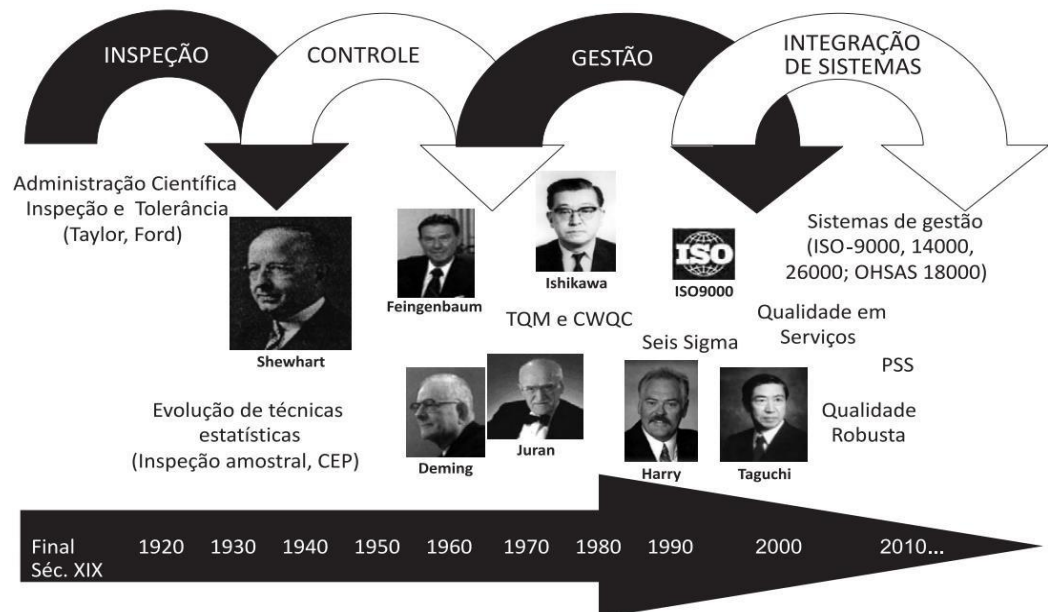 INSPEÇÃO
CONTROLE
GESTÃO
INTEGRAÇÃO
DE SISTEMAS
Administração Científica
Inspeção e Tolerância
(Taylor, Ford)
Shewhart
Feingenbaum
Ishikawa
ISO
ISO9000
Sistemas de gestão
(ISO-9000, 14000,
26000; OHSAS 18000)
TQM e CWQC
Seis Sigma
Qualidade em
Serviços
PSS
Evolução de técnicas
estatísticas
(Inspeção amostral, CEP)
Deming
Juran
Harry
Taguchi
Qualidade
Robusta
Final
Séc. XIX
1920 1930 1940 1950 1960 1970 1980 1990 2000 2010...